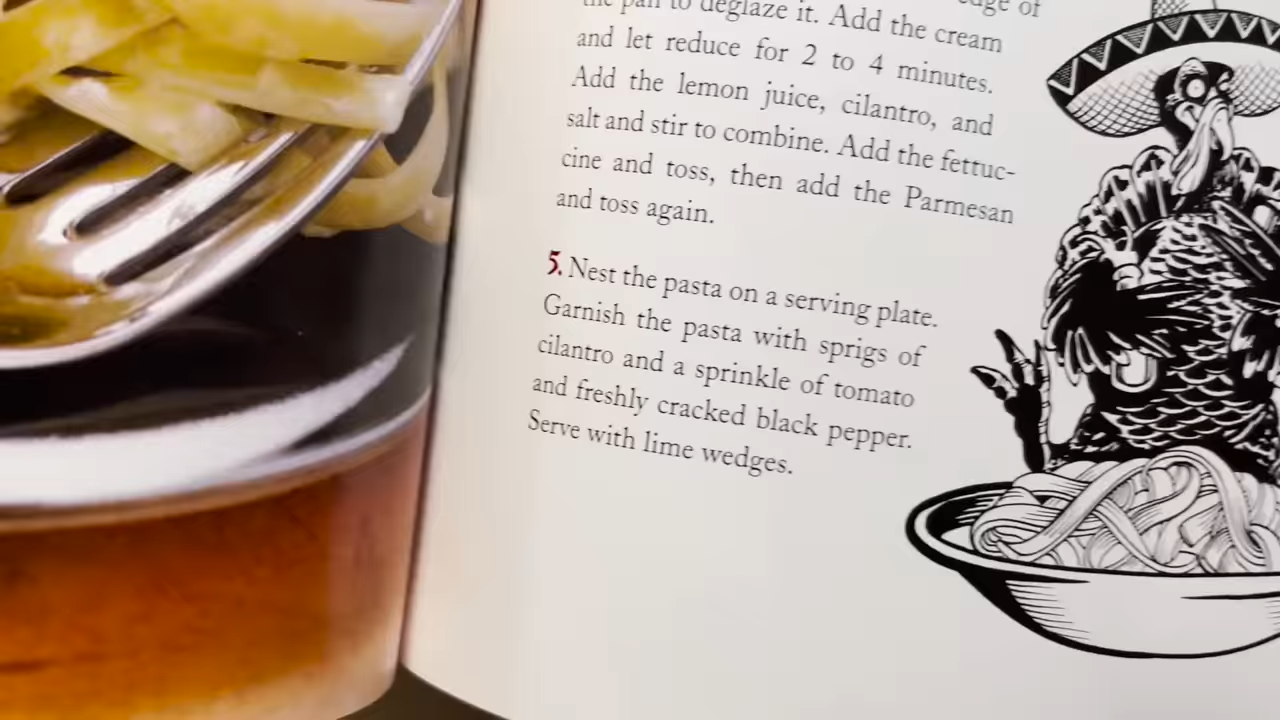 edge of
the pan to deglaze it. Add the cream
and let reduce for 2 to 4 minutes.
Add the lemon juice, cilantro, and
salt and stir to combine. Add the fettuc-
cine and toss, then add the Parmesan
and toss again.
5. Nest the pasta on a serving plate.
Garnish the pasta with sprigs of
cilantro and a sprinkle of tomato
and freshly cracked black pepper.
Serve with lime wedges.